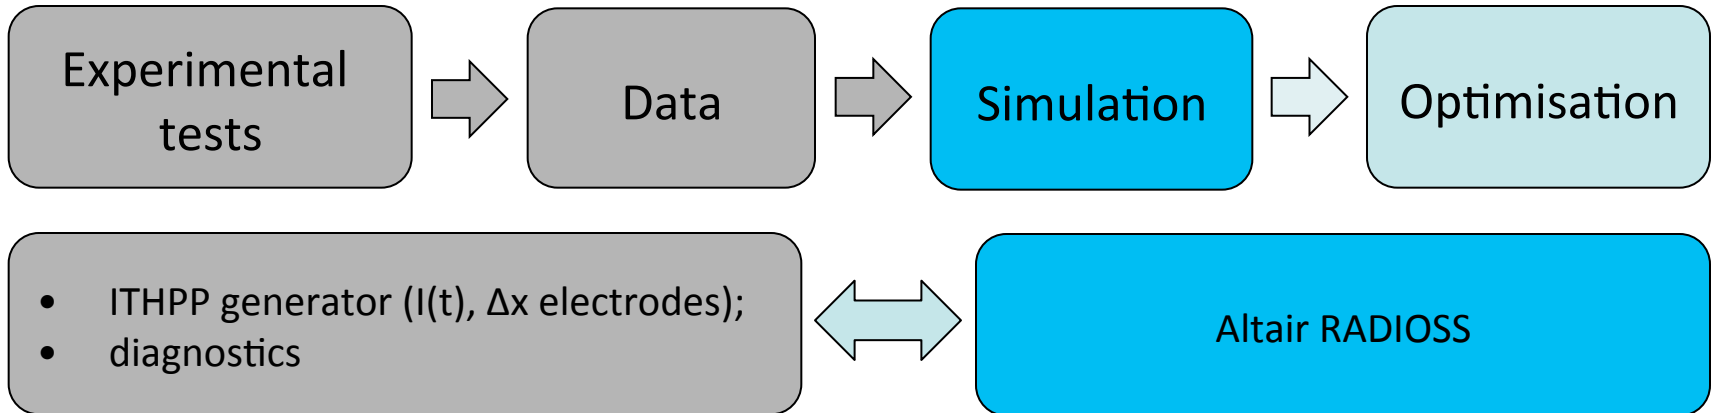 Experimental
tests
Data
Simulation
Optimisation
• ITHPP generator (I(t), Δx electrodes);
• diagnostics
Altair RADIOSS